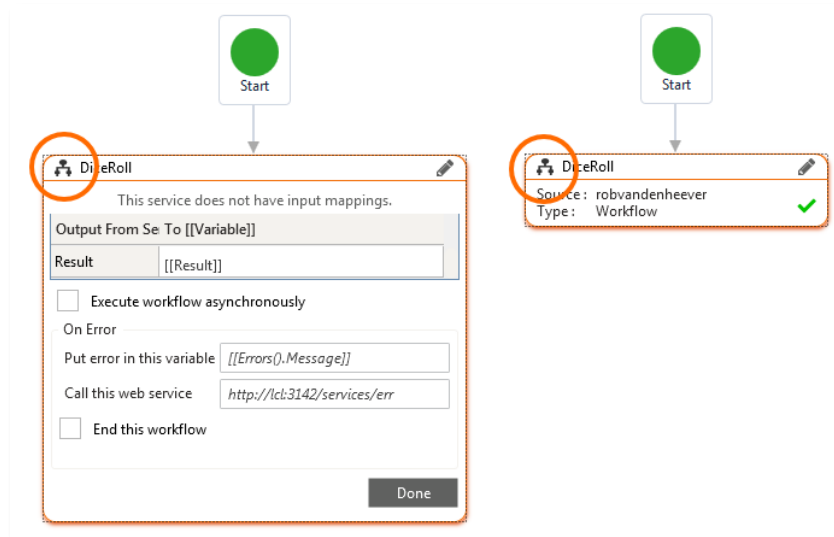 Start
DiceRoll
This service does not have input mappings.
Output From Se To [[Variable]]
Result [[Result]]
Execute workflow asynchronously
On Error
Put error in this variable [[Errors().Message]]
Call this web service http://lcl:3142/services/err
End this workflow
Done
Start
DiceRoll
Source: robvandenheever
Type: Workflow